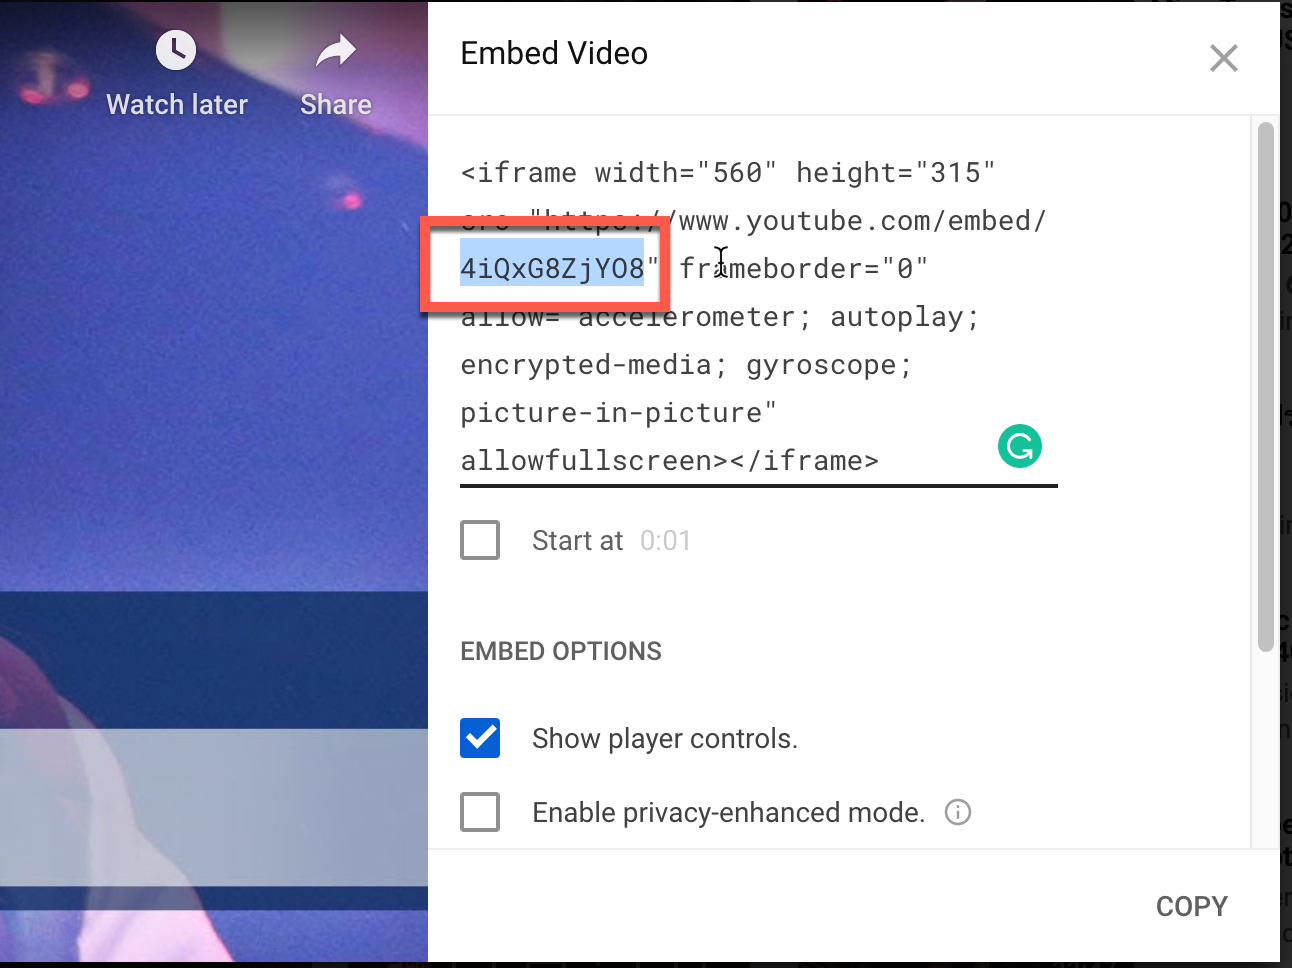 Watch later
Share
Embed Video
<iframe width="560" height="315"
src="https://www.youtube.com/embed/
4iQxG8ZjYO8" frameborder="0"
allow="accelerometer; autoplay;
encrypted-media; gyroscope;
picture-in-picture"
allowfullscreen></iframe>
Start at 0:01
EMBED OPTIONS
Show player controls.
Enable privacy-enhanced mode.
COPY